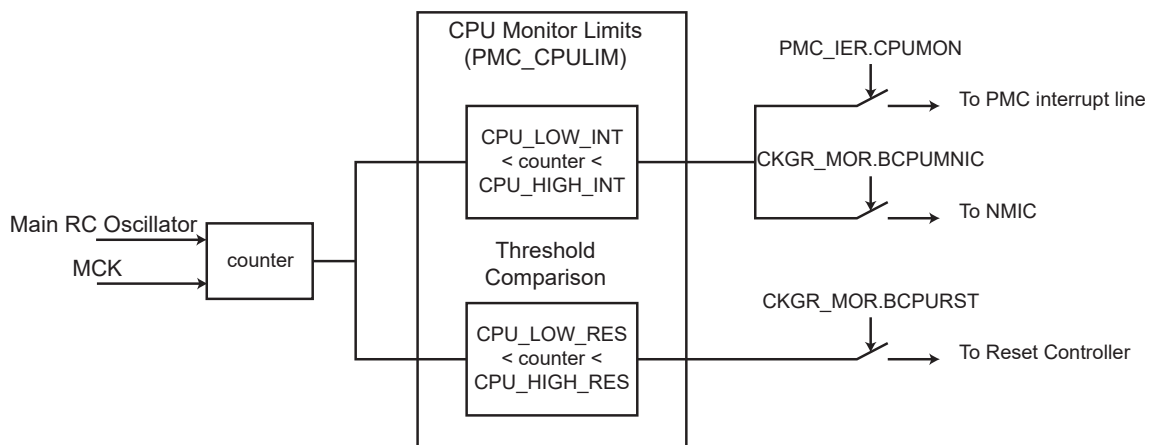 CPU Monitor Limits
(PMC_CPULIM)
PMC_IER.CPUMON
To PMC interrupt line
CPU_LOW_INT
< counter <
CPU_HIGH_INT
CKGR_MOR.BCPUMNIC
To NMIC
Main RC Oscillator
MCK
counter
Threshold
Comparison
CKGR_MOR.BCPURST
CPU_LOW_RES
< counter <
CPU_HIGH_RES
To Reset Controller